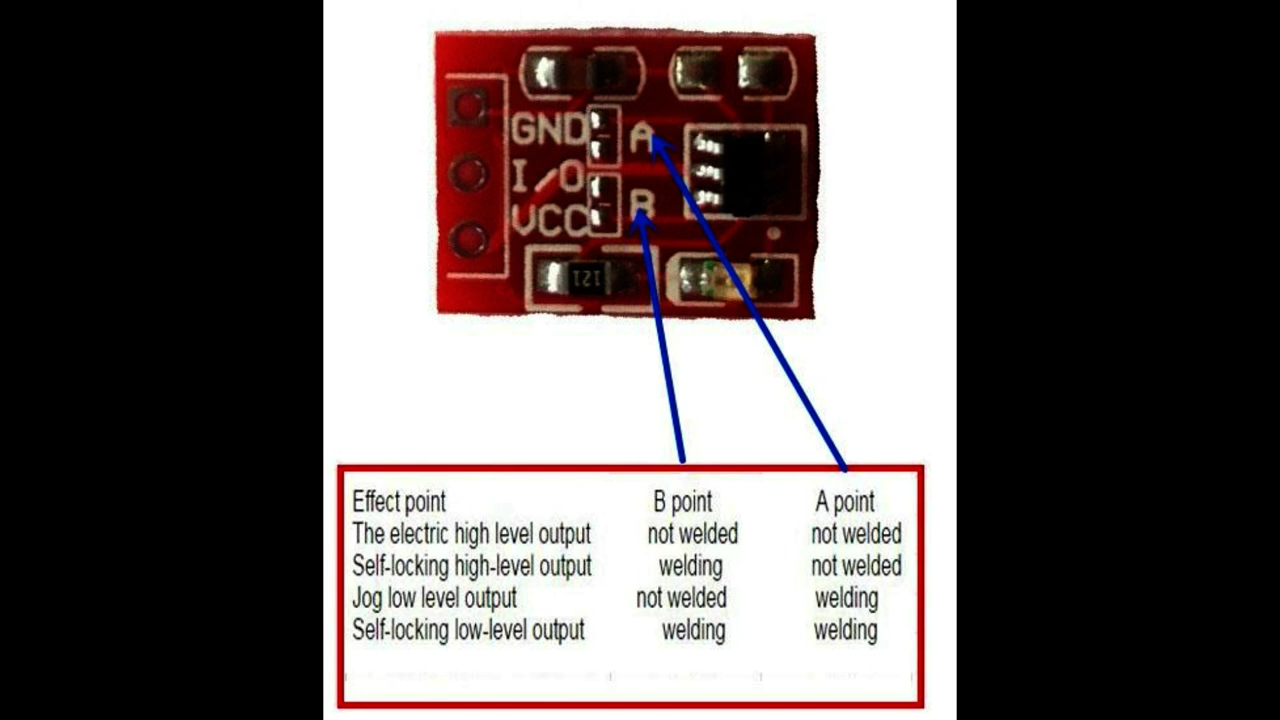 GND
A
I/O
B
VCC
121
Effect point B point A point
The electric high level output not welded not welded
Self-locking high-level output welding not welded
Jog low level output not welded welding
Self-locking low-level output welding welding